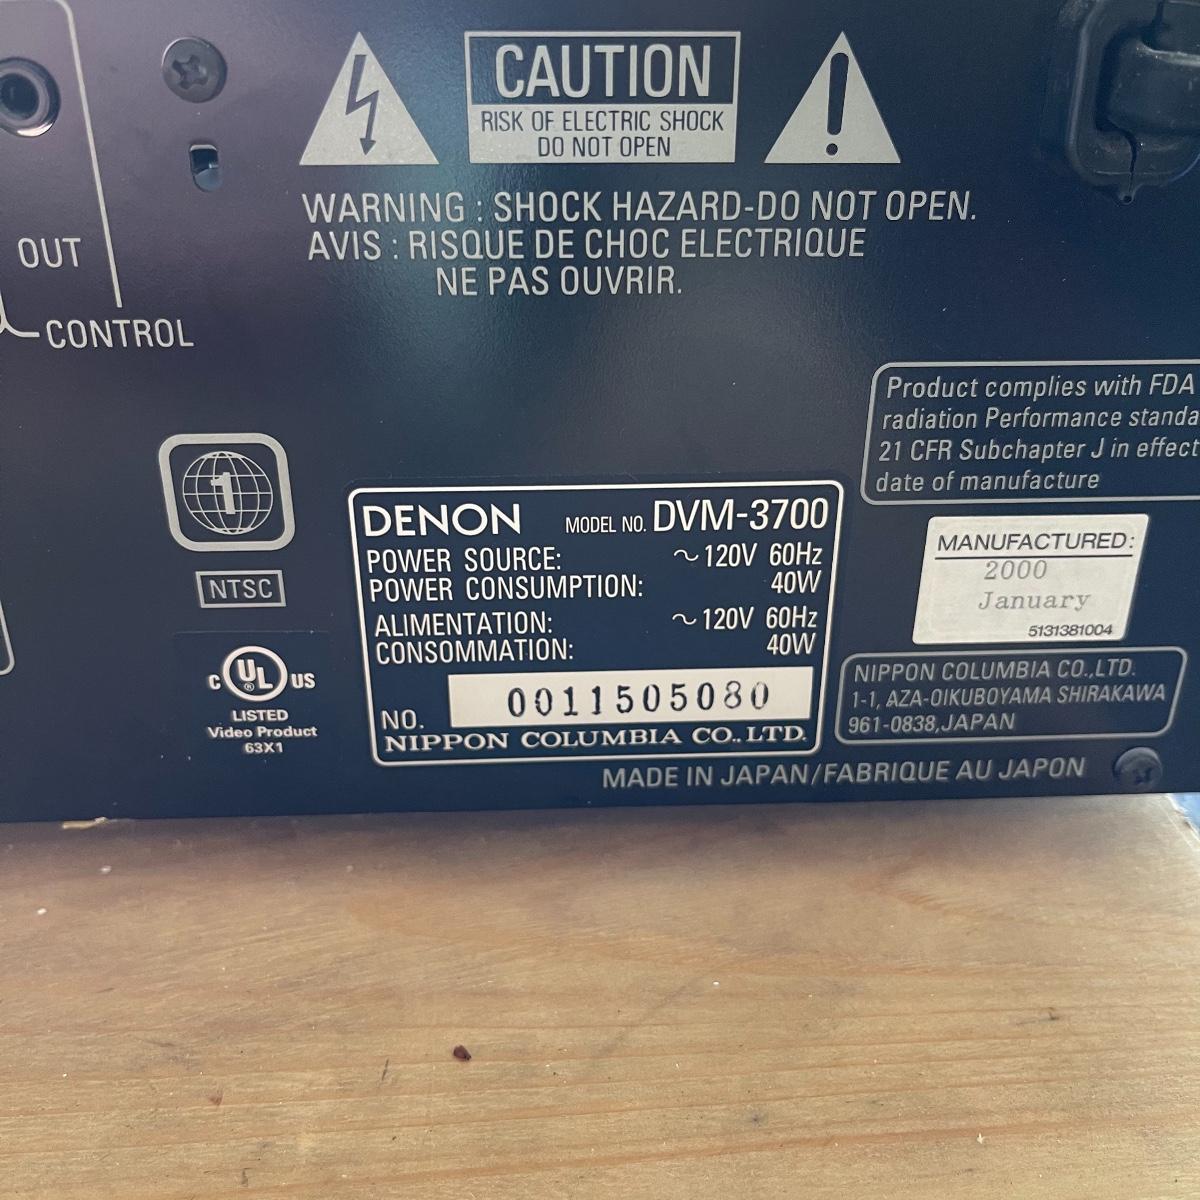 CAUTION
RISK OF ELECTRIC SHOCK
DO NOT OPEN
WARNING : SHOCK HAZARD-DO NOT OPEN.
AVIS : RISQUE DE CHOC ELECTRIQUE
NE PAS OUVRIR.
OUT
CONTROL
Product complies with FDA
radiation Performance standa
21 CFR Subchapter J in effect
date of manufacture
1
NTSC
C UL US
®
LISTED
Video Product
63X1
DENON MODEL NO. DVM-3700
POWER SOURCE: ~120V 60Hz
POWER CONSUMPTION: 40W
ALIMENTATION: ~120V 60Hz
CONSOMMATION: 40W
NO. 0011505080
NIPPON COLUMBIA CO.,LTD.
MANUFACTURED:
2000
January
5131381004
NIPPON COLUMBIA CO.,LTD.
1-1, AZA-OIKUBOYAMA SHIRAKAWA
961-0838,JAPAN
MADE IN JAPAN/FABRIQUE AU JAPON